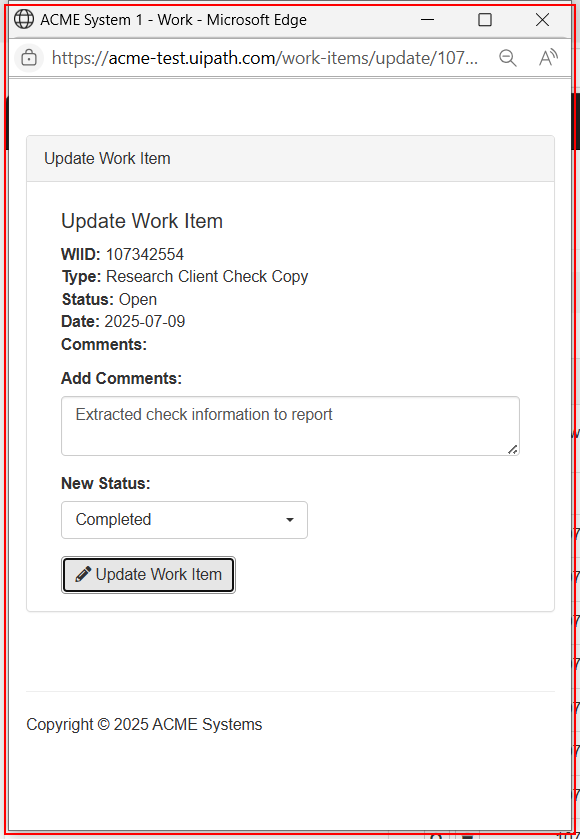 ACME System 1 - Work - Microsoft Edge
https://acme-test.uipath.com/work-items/update/107...
Update Work Item
Update Work Item
WIID: 107342554
Type: Research Client Check Copy
Status: Open
Date: 2025-07-09
Comments:
Add Comments:
Extracted check information to report
New Status:
Completed
Update Work Item
Copyright © 2025 ACME Systems